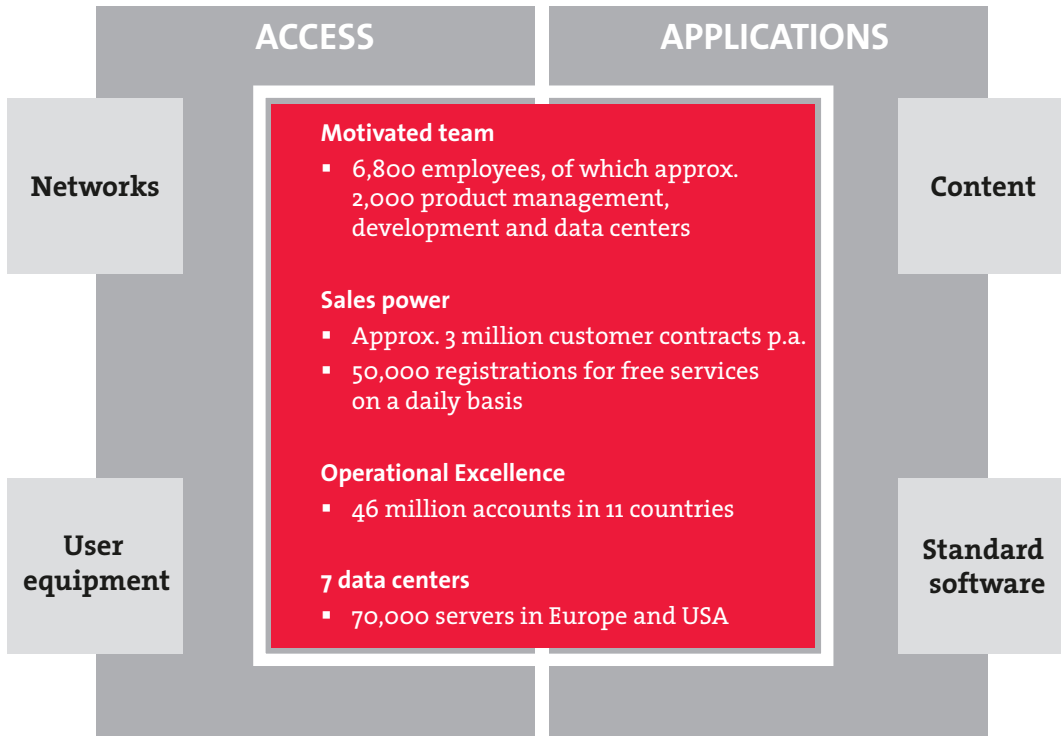 ACCESS
APPLICATIONS
Networks
User
equipment
Motivated team
▪ 6,800 employees, of which approx.
2,000 product management,
development and data centers
Sales power
▪ Approx. 3 million customer contracts p.a.
▪ 50,000 registrations for free services
on a daily basis
Operational Excellence
▪ 46 million accounts in 11 countries
7 data centers
▪ 70,000 servers in Europe and USA
Content
Standard
software